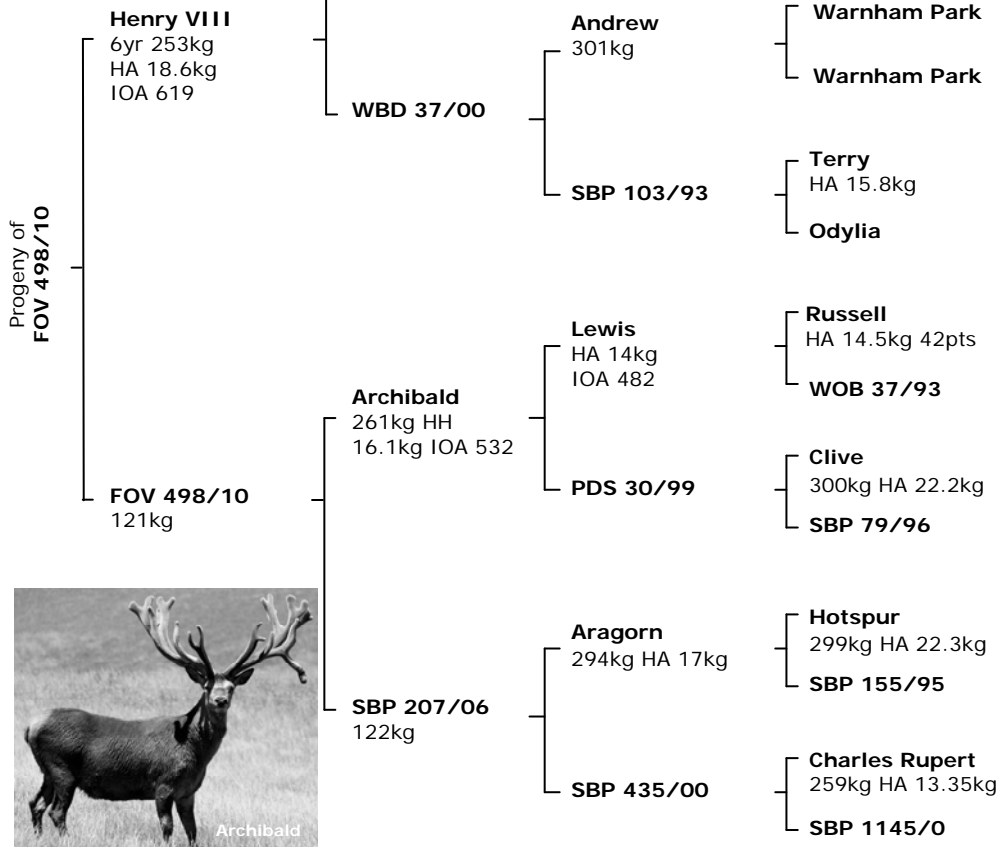 Progeny of
FOV 498/10
Henry VIII
6yr 253kg
HA 18.6kg
IOA 619
FOV 498/10
121kg
WBD 37/00
Archibald
261kg HH
16.1kg IOA 532
SBP 207/06
122kg
Andrew
301kg
SBP 103/93
Lewis
HA 14kg
IOA 482
PDS 30/99
Aragorn
294kg HA 17kg
SBP 435/00
Warnham Park
Warnham Park
Terry
HA 15.8kg
Odylia
Russell
HA 14.5kg 42pts
WOB 37/93
Clive
300kg HA 22.2kg
SBP 79/96
Hotspur
299kg HA 22.3kg
SBP 155/95
Charles Rupert
259kg HA 13.35kg
SBP 1145/0
Archibald